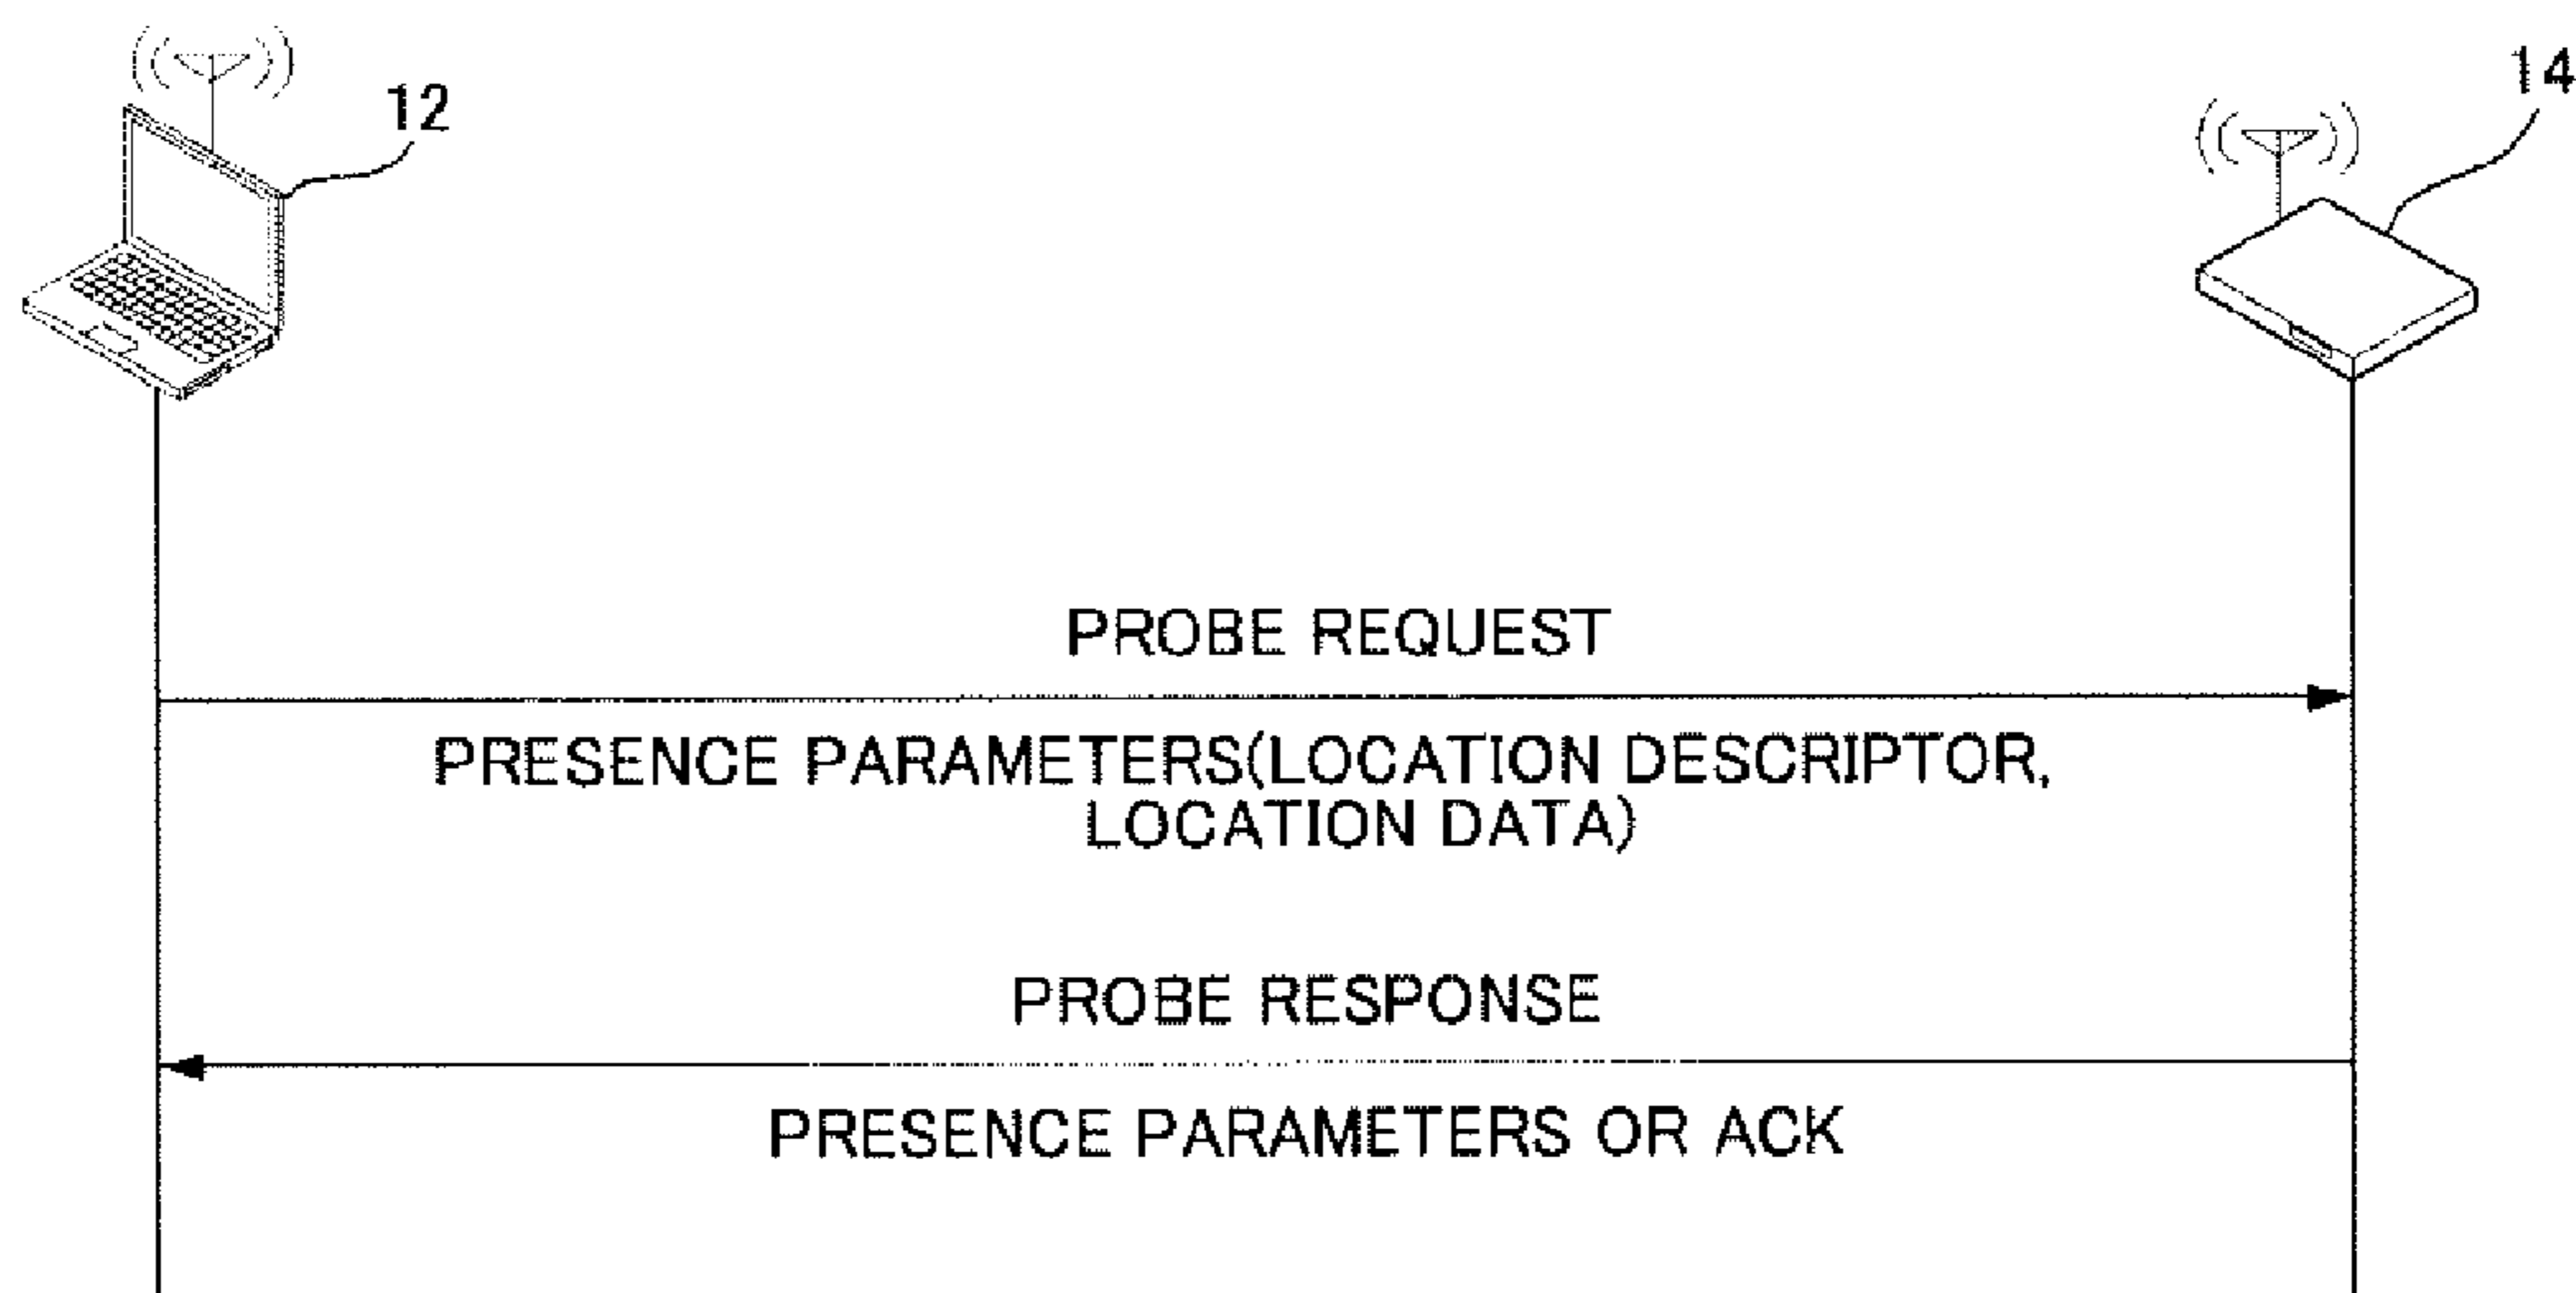 12
14
PROBE REQUEST
PRESENCE PARAMETERS(LOCATION DESCRIPTOR,
LOCATION DATA)
PROBE RESPONSE
PRESENCE PARAMETERS OR ACK